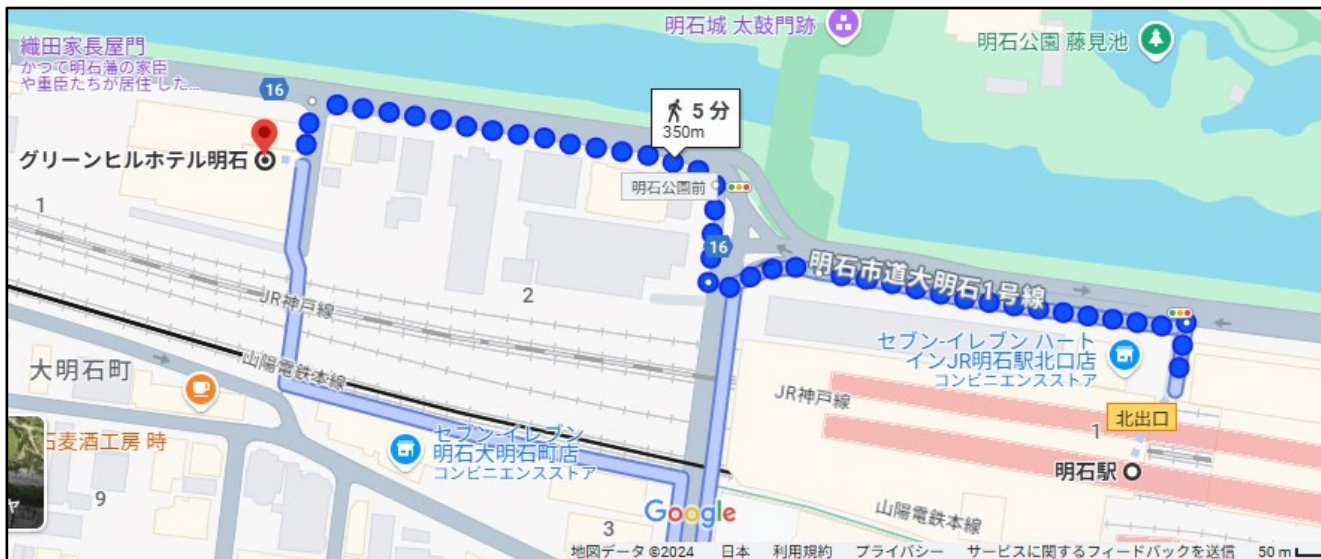 織田家長屋門
かつて明石藩の家臣
や重臣たちが居住した...
16
明石城 太鼓門跡
明石公園 藤見池
5 分
350m
グリーンヒルホテル明石
明石公園前
1
16
明石市道大明石1号線
2
JR神戸線
セブン-イレブン ハート
インJR明石駅北口店
コンビニエンスストア
大明石町
山陽電鉄本線
JR神戸線
北出口
1
石麦酒工房 時
セブン-イレブン
明石大明石町店
コンビニエンスストア
明石駅
9
ヤ
3
Google
山陽電鉄本線
地図データ ©2024 日本 利用規約 プライバシー サービスに関するフィードバックを送信 50 m